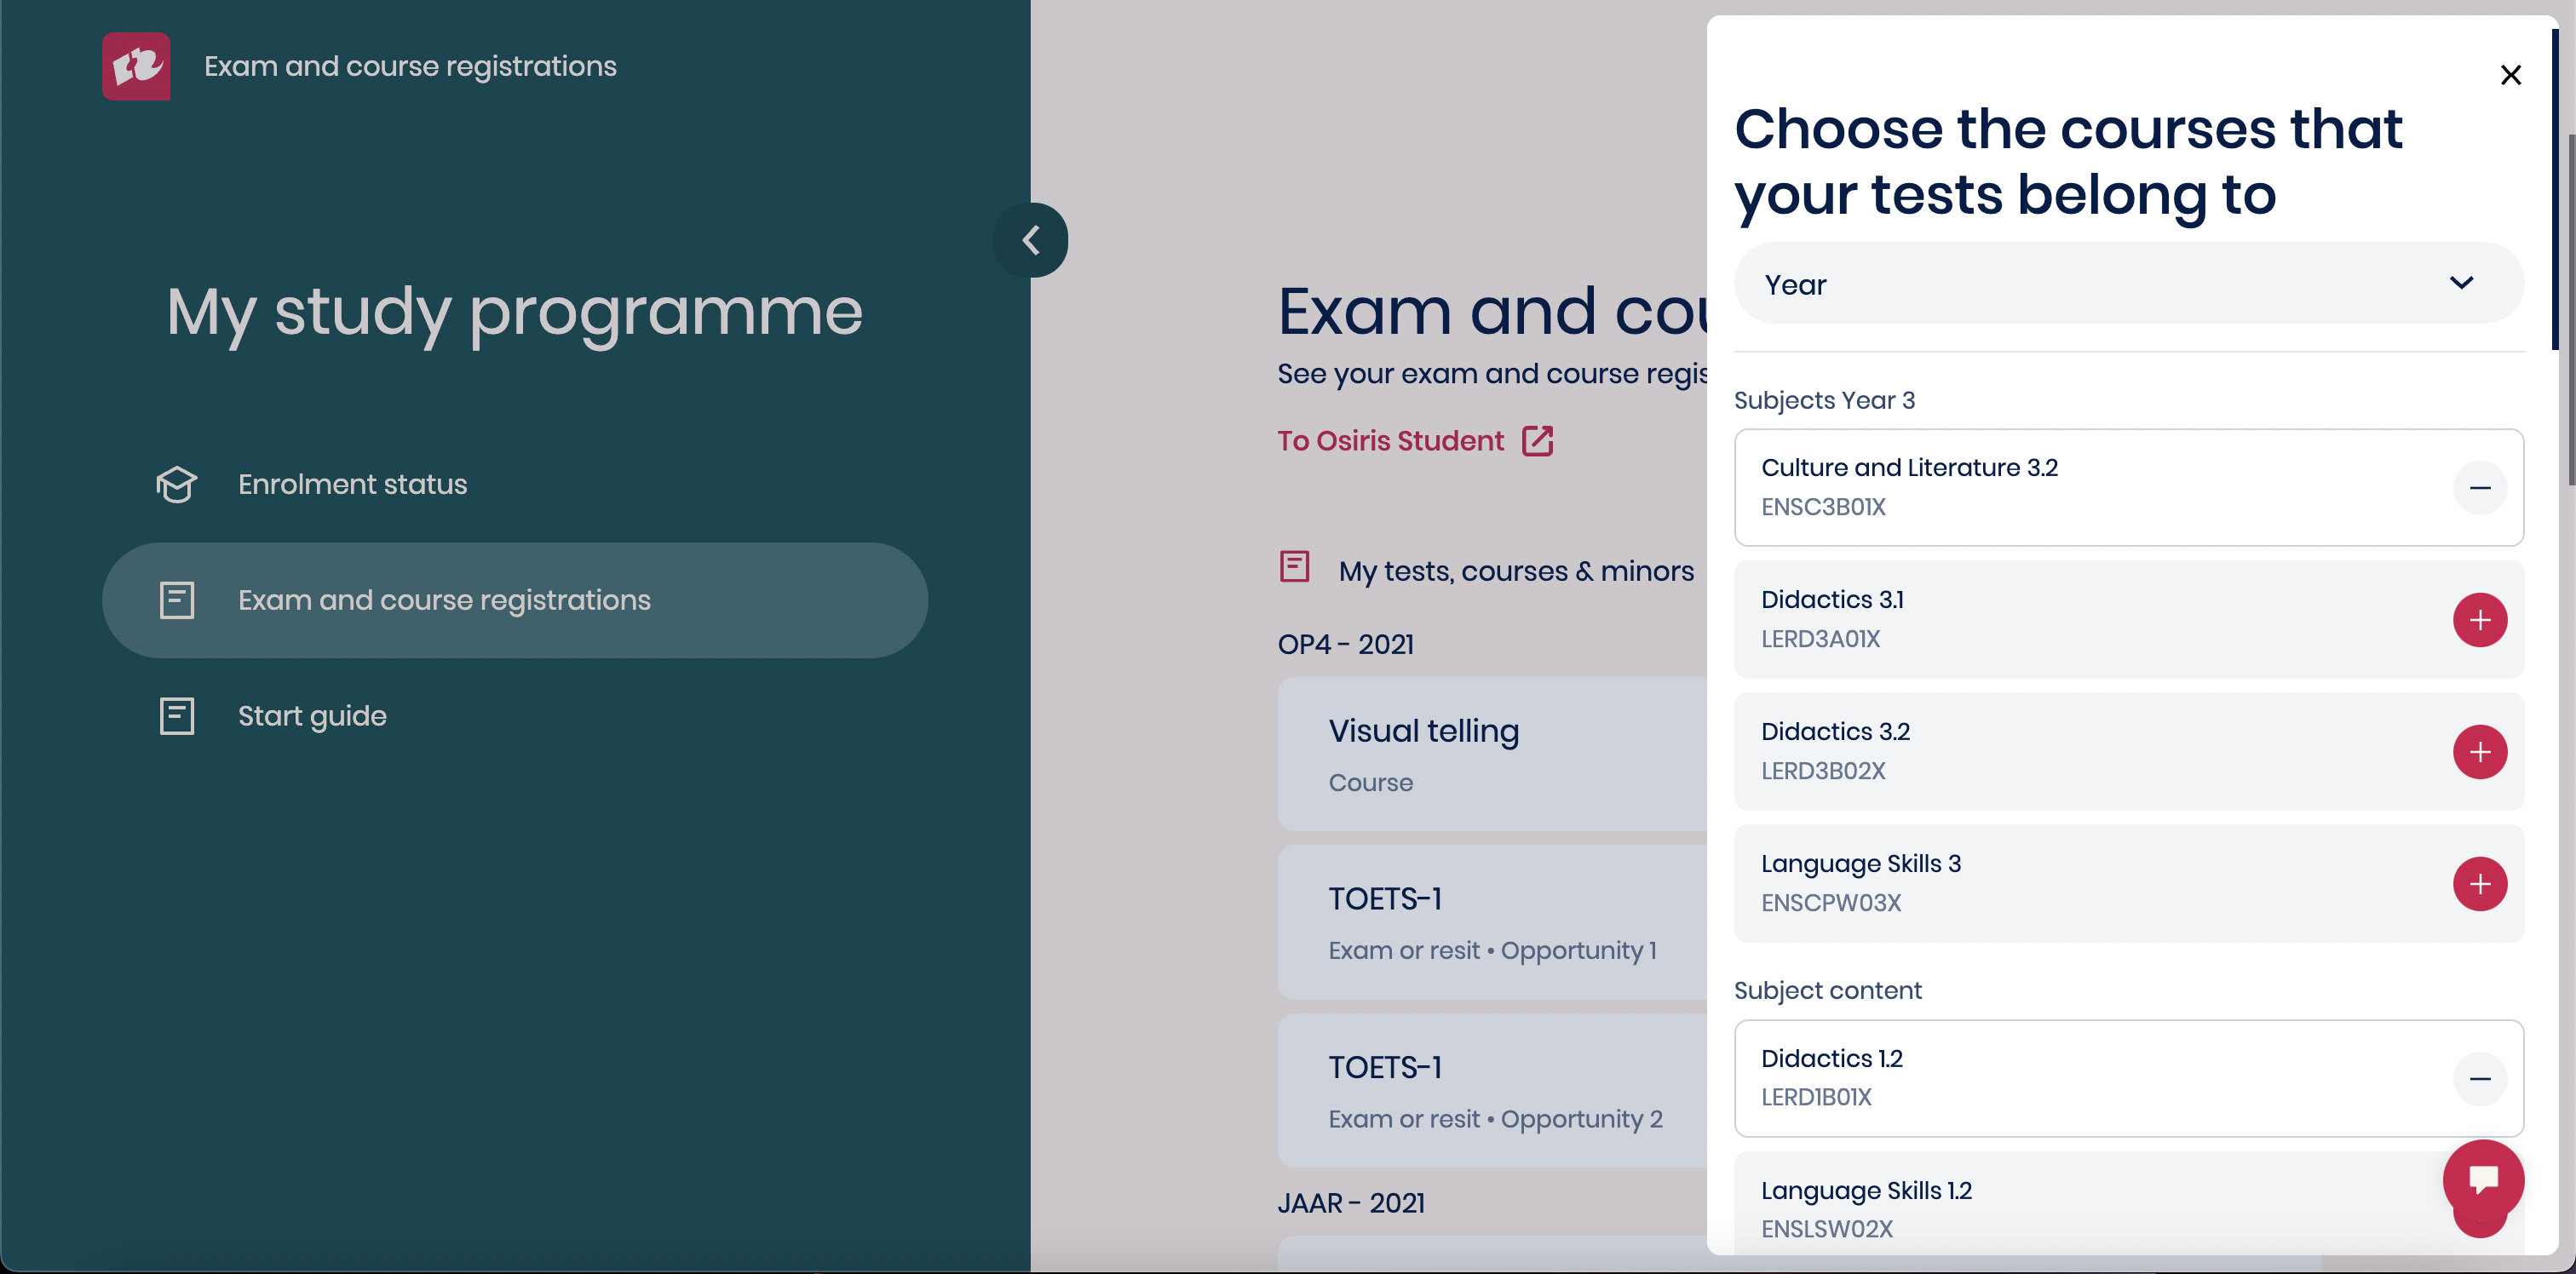 Exam and course registrations
My study programme
Enrolment status
Exam and course registrations
Start guide
Exam and cou
See your exam and course regis
To Osiris Student
My tests, courses & minors
OP4 - 2021
Visual telling
Course
TOETS-1
Exam or resit • Opportunity 1
TOETS-1
Exam or resit • Opportunity 2
JAAR - 2021
Choose the courses that
your tests belong to
Year
Subjects Year 3
Culture and Literature 3.2
ENSC3B01X
Didactics 3.1
LERD3A01X
Didactics 3.2
LERD3B02X
Language Skills 3
ENSCPW03X
Subject content
Didactics 1.2
LERD1B01X
Language Skills 1.2
ENSLSW02X